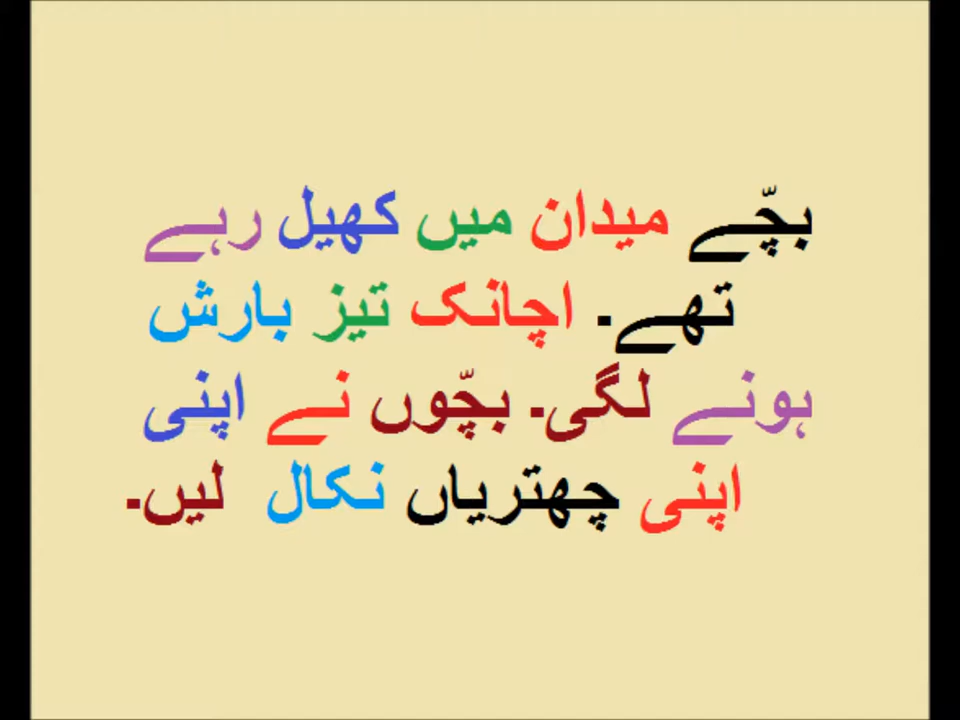 بچّے میدان میں کھیل رہے
تھے۔ اچانک تیز بارش
ہونے لگی۔ بچّوں نے اپنی
اپنی چھتریاں نکال لیں۔